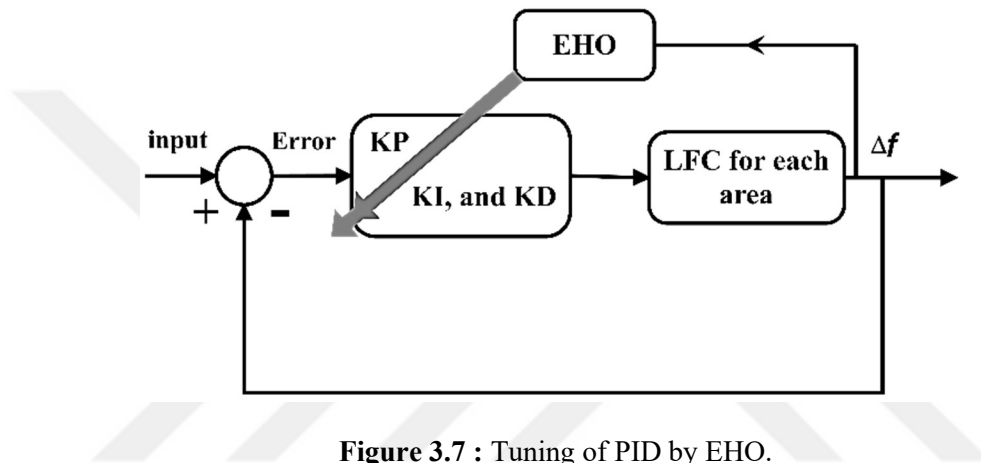 EHO
input
Error
KP
KI, and KD
LFC for each
area
Δf
+
-
Figure 3.7 : Tuning of PID by EHO.